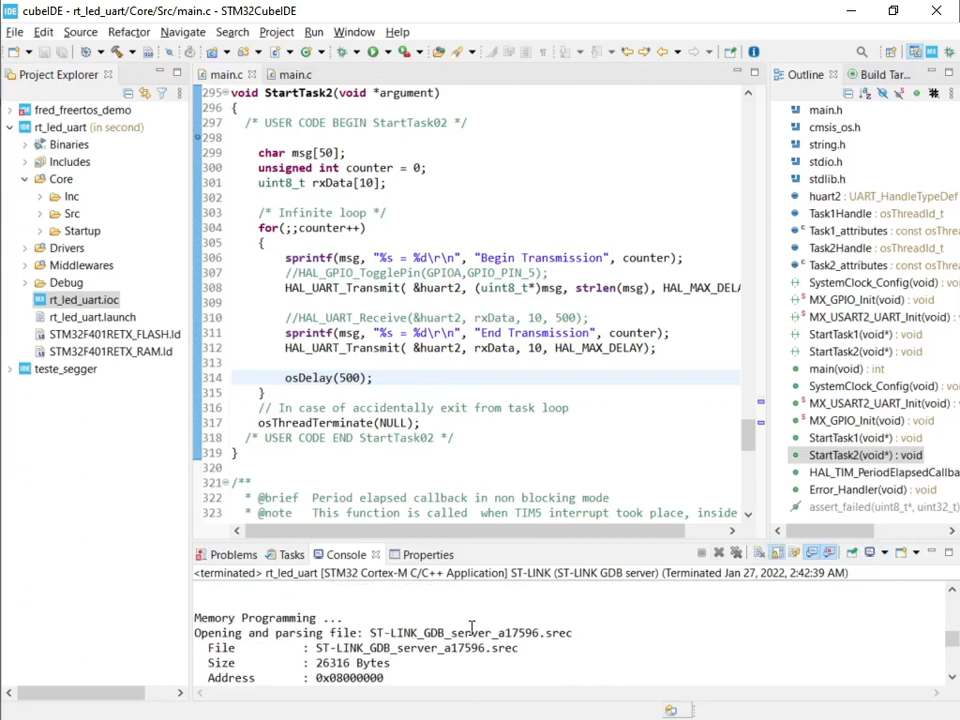 cubeIDE - rt_led_uart/Core/Src/main.c - STM32CubeIDE
File Edit Source Refactor Navigate Search Project Run Window Help
Project Explorer
fred_freertos_demo
rt_led_uart (in second)
Binaries
Includes
Core
Inc
Src
Startup
Drivers
Middlewares
Debug
rt_led_uart.ioc
rt_led_uart.launch
STM32F401RETX_FLASH.ld
STM32F401RETX_RAM.ld
teste_segger
main.c main.c
295 void StartTask2(void *argument)
296 {
297 /* USER CODE BEGIN StartTask02 */
298
299 char msg[50];
300 unsigned int counter = 0;
301 uint8_t rxData[10];
302
303 /* Infinite loop */
304 for(;;counter++)
305 {
306 sprintf(msg, "%s = %d\r\n", "Begin Transmission", counter);
307 //HAL_GPIO_TogglePin(GPIOA,GPIO_PIN_5);
308 HAL_UART_Transmit( &huart2, (uint8_t*)msg, strlen(msg), HAL_MAX_DELA
309
310 //HAL_UART_Receive(&huart2, rxData, 10, 500);
311 sprintf(msg, "%s = %d\r\n", "End Transmission", counter);
312 HAL_UART_Transmit( &huart2, rxData, 10, HAL_MAX_DELAY);
313
314 osDelay(500);
315 }
316 // In case of accidentally exit from task loop
317 osThreadTerminate(NULL);
318 /* USER CODE END StartTask02 */
319 }
320
321 /**
322 * @brief Period elapsed callback in non blocking mode
323 * @note This function is called when TIM5 interrupt took place, inside
Outline Build Tar...
main.h
cmsis_os.h
string.h
stdio.h
stdlib.h
huart2 : UART_HandleTypeDef
Task1Handle : osThreadId_t
Task1_attributes : const osThrea
Task2Handle : osThreadId_t
Task2_attributes : const osThrea
SystemClock_Config(void) : void
MX_GPIO_Init(void) : void
MX_USART2_UART_Init(void) : void
StartTask1(void*) : void
StartTask2(void*) : void
main(void) : int
SystemClock_Config(void) : void
MX_USART2_UART_Init(void) : void
MX_GPIO_Init(void) : void
StartTask1(void*) : void
StartTask2(void*) : void
HAL_TIM_PeriodElapsedCallba
Error_Handler(void) : void
assert_failed(uint8_t*, uint32_t)
Problems Tasks Console Properties
<terminated> rt_led_uart [STM32 Cortex-M C/C++ Application] ST-LINK (ST-LINK GDB server) (Terminated Jan 27, 2022, 2:42:39 AM)
Memory Programming ...
Opening and parsing file: ST-LINK_GDB_server_a17596.srec
File : ST-LINK_GDB_server_a17596.srec
Size : 26316 Bytes
Address : 0x08000000